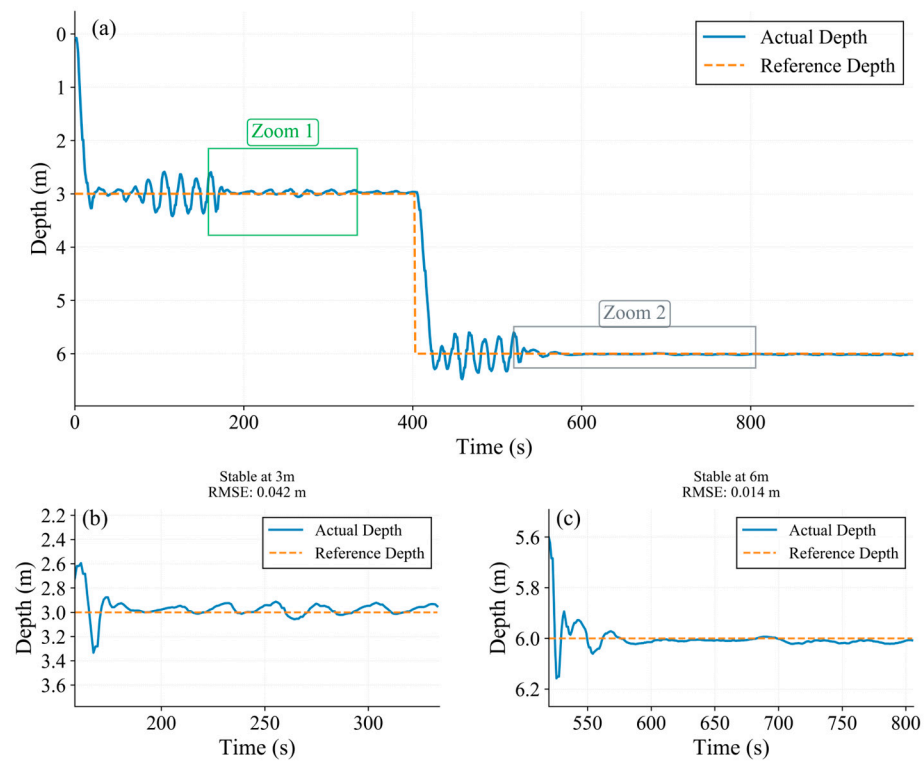 (a)
Actual Depth
Reference Depth
Zoom 1
Zoom 2
Depth (m)
0
1
2
3
4
5
6
0 200 400 600 800
Time (s)
Stable at 3m
RMSE: 0.042 m
(b)
Actual Depth
Reference Depth
Depth (m)
2.2
2.4
2.6
2.8
3.0
3.2
3.4
3.6
200 250 300
Time (s)
Stable at 6m
RMSE: 0.014 m
(c)
Actual Depth
Reference Depth
Depth (m)
5.6
5.8
6.0
6.2
550 600 650 700 750 800
Time (s)